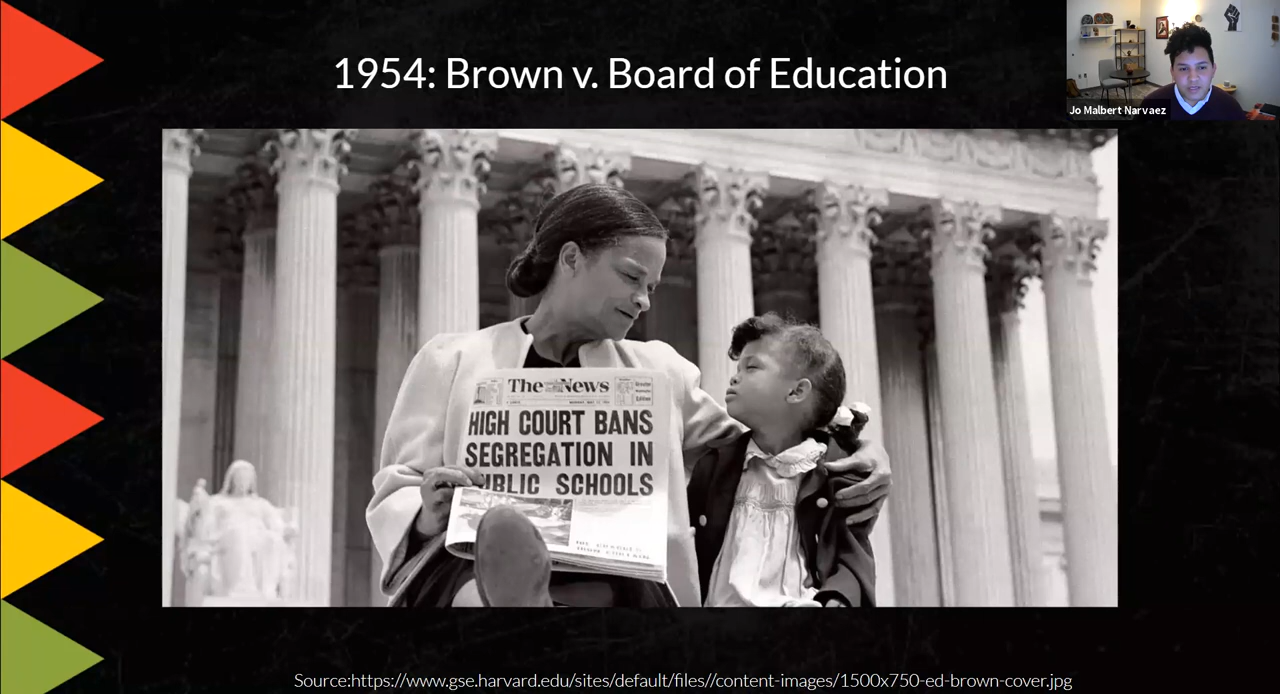 1954: Brown v. Board of Education
Jo Malbert Narvaez
The News
HIGH COURT BANS
SEGREGATION IN
PUBLIC SCHOOLS
Source:https://www.gse.harvard.edu/sites/default/files//content-images/1500x750-ed-brown-cover.jpg